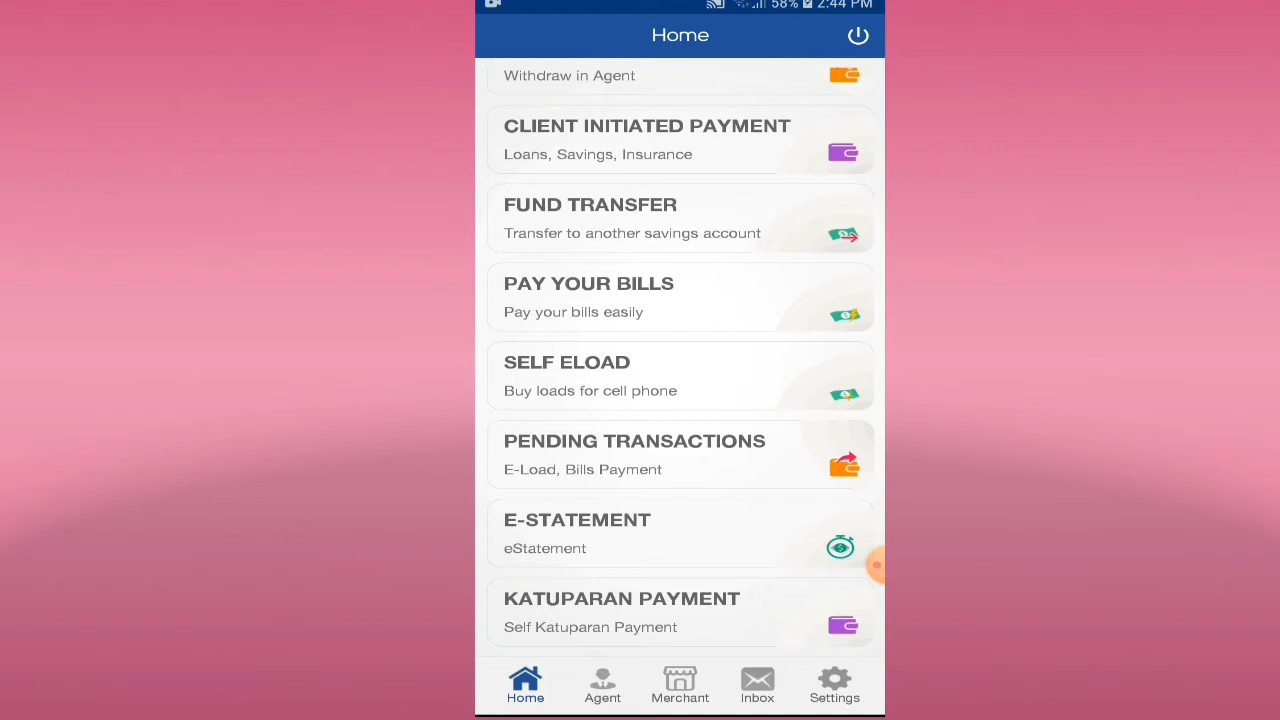 58% 2:44 PM
Home
Withdraw in Agent
CLIENT INITIATED PAYMENT
Loans, Savings, Insurance
FUND TRANSFER
Transfer to another savings account
PAY YOUR BILLS
Pay your bills easily
SELF ELOAD
Buy loads for cell phone
PENDING TRANSACTIONS
E-Load, Bills Payment
E-STATEMENT
eStatement
KATUPARAN PAYMENT
Self Katuparan Payment
Home Agent Merchant Inbox Settings